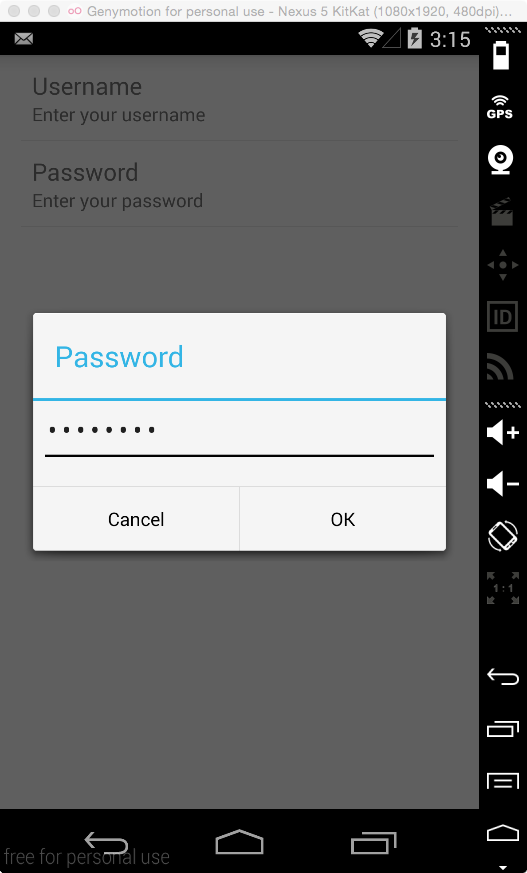 Genymotion for personal use - Nexus 5 KitKat (1080x1920, 480dpi)...
3:15
GPS
Username
Enter your username
Password
Enter your password
ID
Password
••••••••
Cancel
OK
1:1
free for personal use